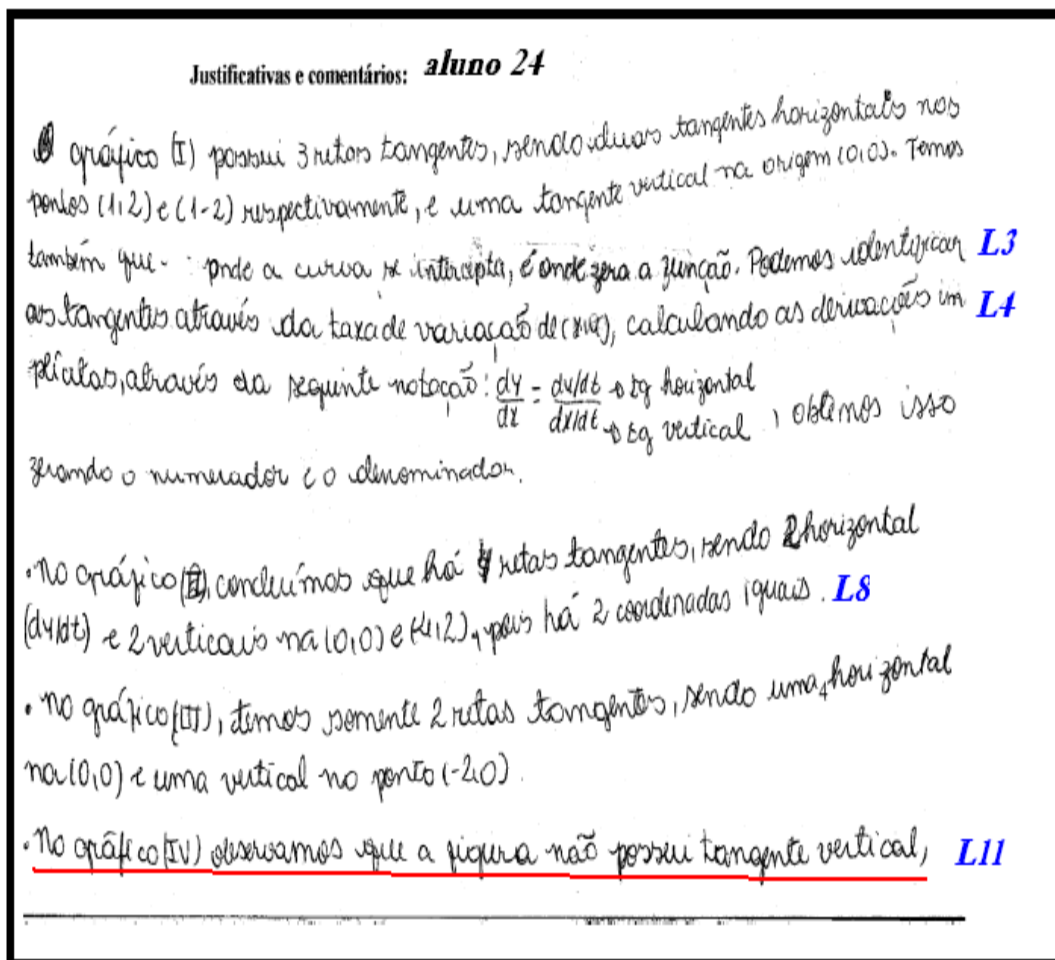 Justificativas e comentários: aluno 24
O gráfico (I) possui 3 retas tangentes, sendo duas tangentes horizontais nos
pontos (1,2) e (1-2) respectivamente, e uma tangente vertical na origem (0,0). Temos
também que onde a curva se intercepta, é onde zera a função. Podemos identificar L3
as tangentes através da taxa de variação de , calculando as derivações im L4
plícitas, através da seguinte notação: dy/dx = dy/dt → tg horizontal / dx/dt → tg vertical , obtemos isso
zerando o numerador e o denominador.
• No gráfico (II), concluímos que há 4 retas tangentes, sendo 2 horizontal
(dy/dt) e 2 verticais na (0,0) e (4,2), pois há 2 coordenadas iguais. L8
• No gráfico (III), temos somente 2 retas tangentes, sendo uma horizontal
na (0,0) e uma vertical no ponto (-2,0).
• No gráfico (IV) observamos que a figura não possui tangente vertical, L11